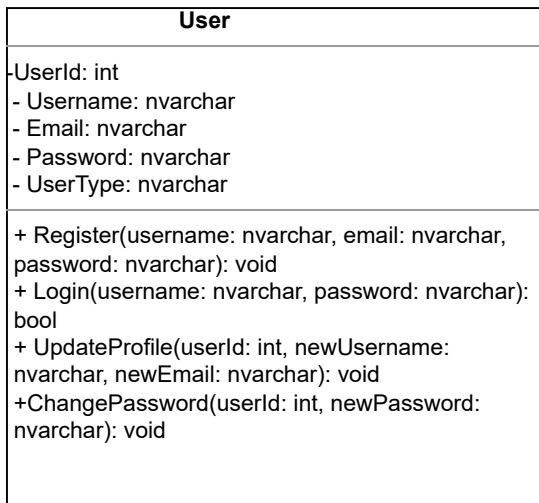 User
-UserId: int
- Username: nvarchar
- Email: nvarchar
- Password: nvarchar
- UserType: nvarchar
+ Register(username: nvarchar, email: nvarchar,
password: nvarchar): void
+ Login(username: nvarchar, password: nvarchar):
bool
+ UpdateProfile(userId: int, newUsername:
nvarchar, newEmail: nvarchar): void
+ChangePassword(userId: int, newPassword:
nvarchar): void